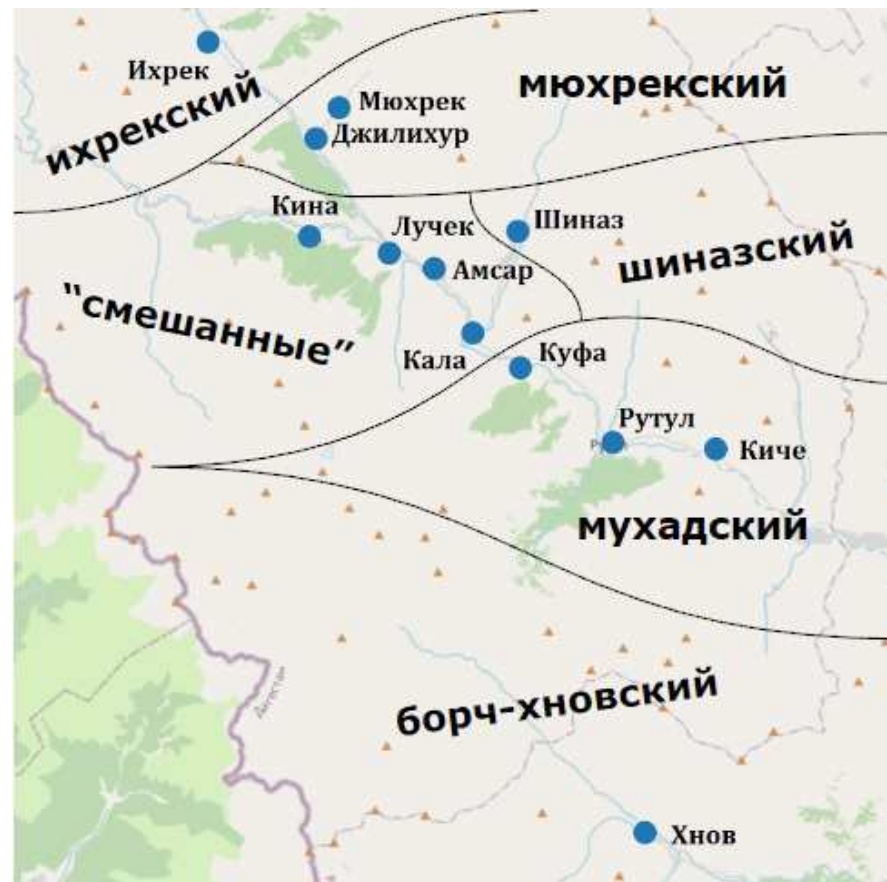 Ихрек
ихрекский
мюхрекский
Мюхрек
Джилихур
Кина
Лучек
Шиназ
Амсар
шиназский
“смешанные”
Кала
Куфа
Рутул
Киче
мухадский
борч-хновский
Хнов